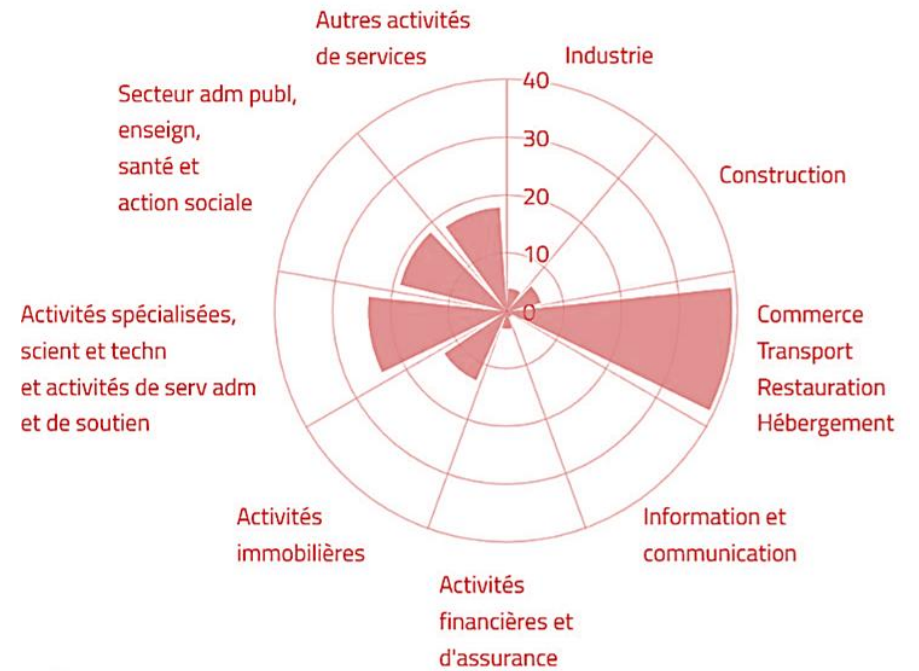 Autres activités
de services
Industrie
40
Secteur adm publ,
enseign,
santé et
action sociale
30
Construction
20
10
0
Activités spécialisées,
scient et techn
et activités de serv adm
et de soutien
Commerce
Transport
Restauration
Hébergement
Activités
immobilières
Information et
communication
Activités
financières et
d'assurance